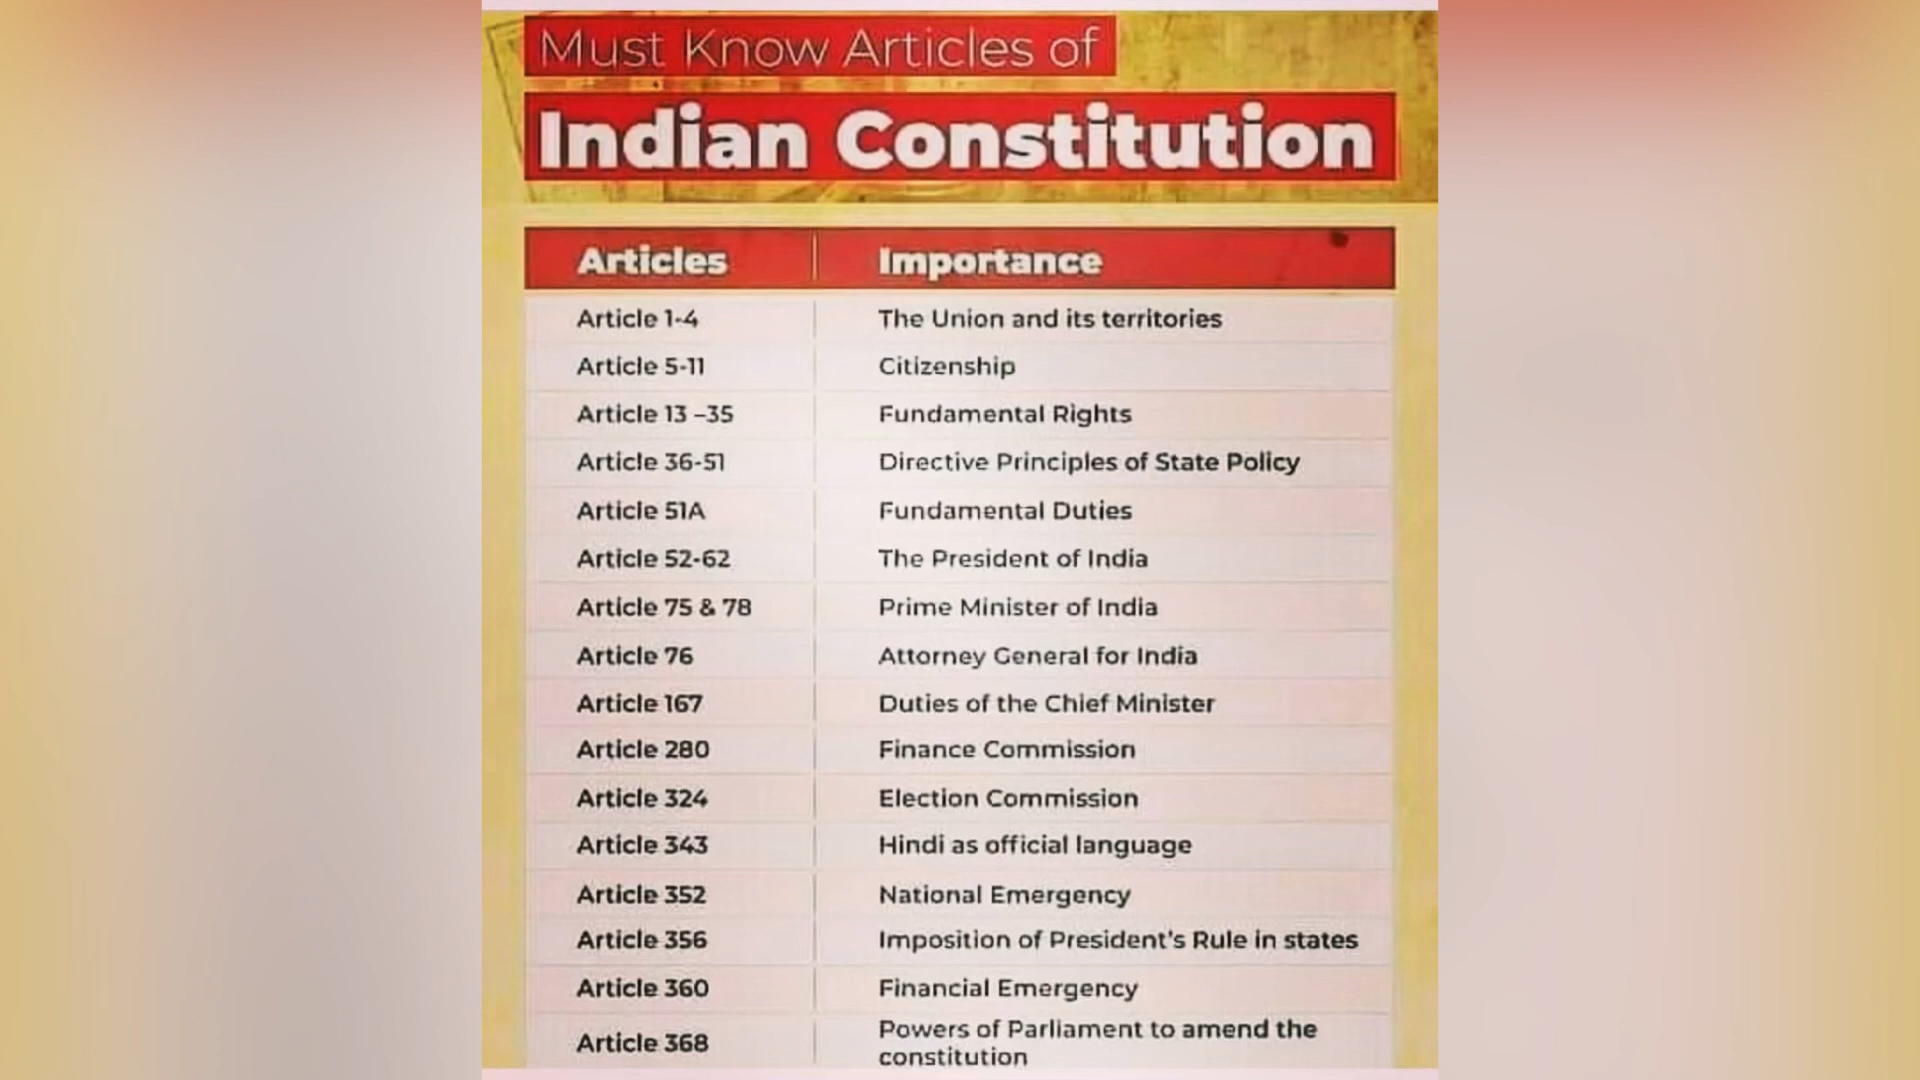 Must Know Articles of
Indian Constitution
Articles Importance
Article 1-4 The Union and its territories
Article 5-11 Citizenship
Article 13 –35 Fundamental Rights
Article 36-51 Directive Principles of State Policy
Article 51A Fundamental Duties
Article 52-62 The President of India
Article 75 & 78 Prime Minister of India
Article 76 Attorney General for India
Article 167 Duties of the Chief Minister
Article 280 Finance Commission
Article 324 Election Commission
Article 343 Hindi as official language
Article 352 National Emergency
Article 356 Imposition of President's Rule in states
Article 360 Financial Emergency
Article 368 Powers of Parliament to amend the
constitution